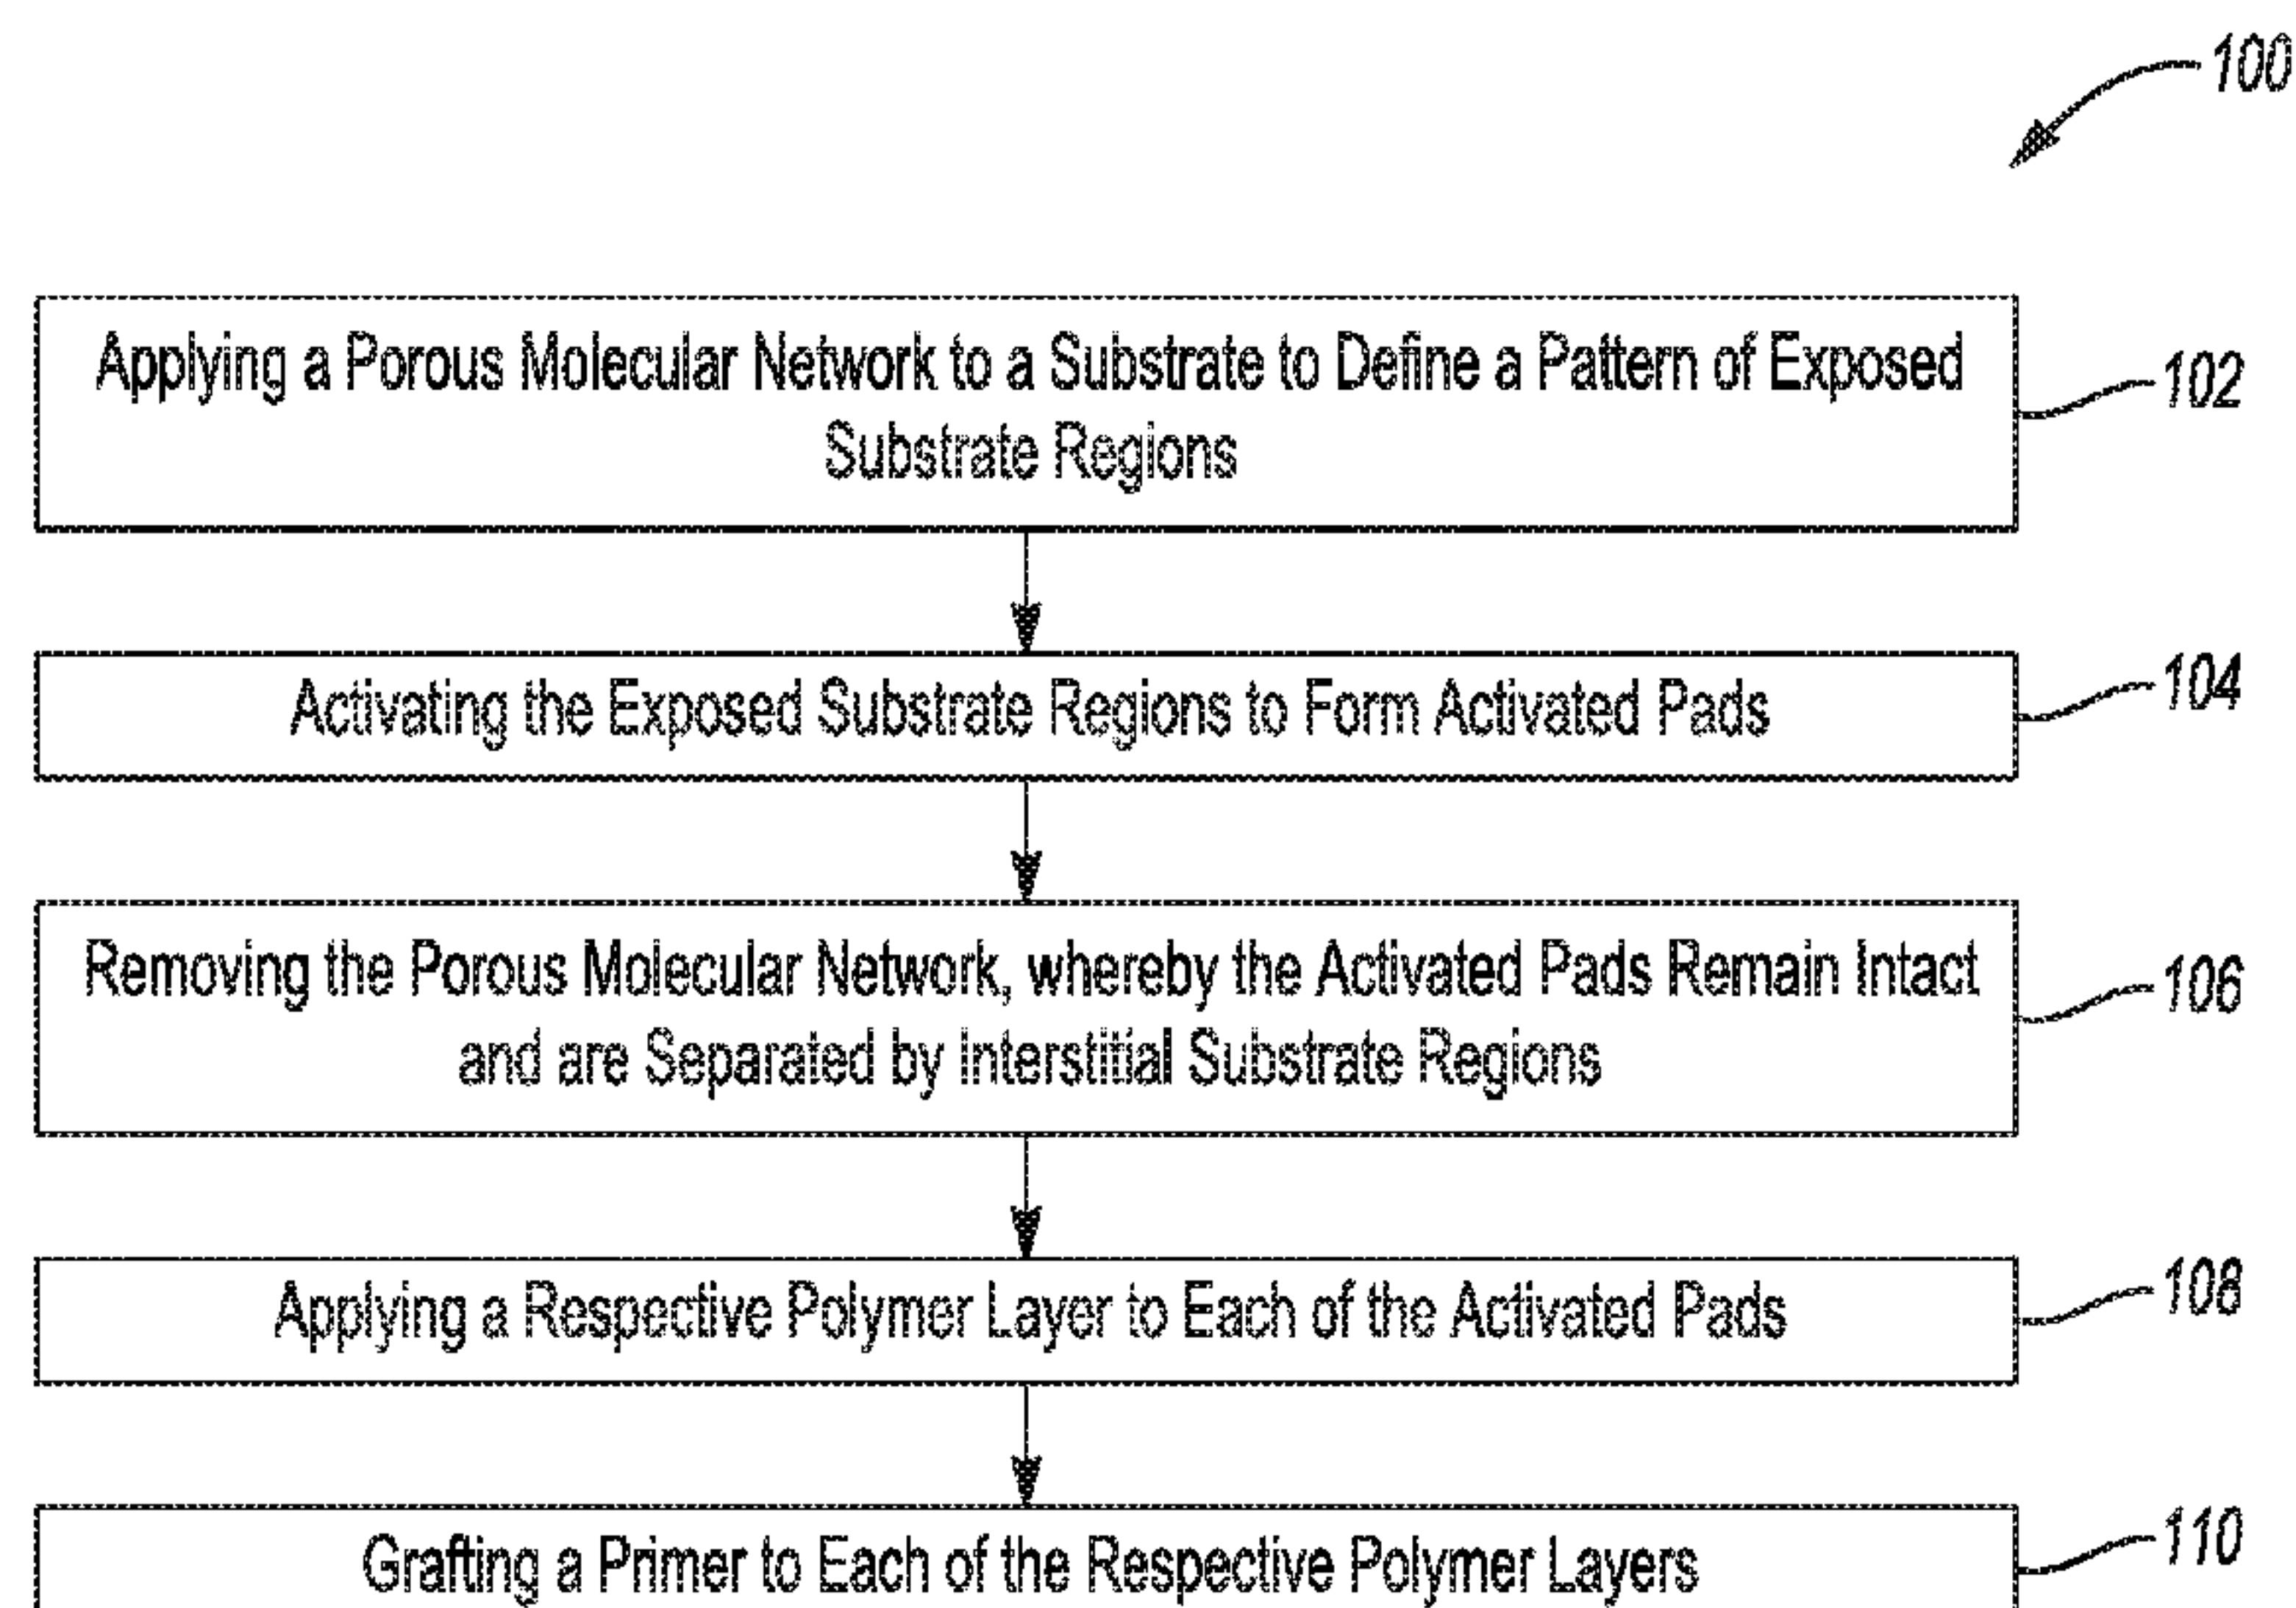 100
Applying a Porous Molecular Network to a Substrate to Define a Pattern of Exposed
Substrate Regions
102
Activating the Exposed Substrate Regions to Form Activated Pads
104
Removing the Porous Molecular Network, whereby the Activated Pads Remain Intact
and are Separated by Interstitial Substrate Regions
106
Applying a Respective Polymer Layer to Each of the Activated Pads
108
Grafting a Primer to Each of the Respective Polymer Layers
110